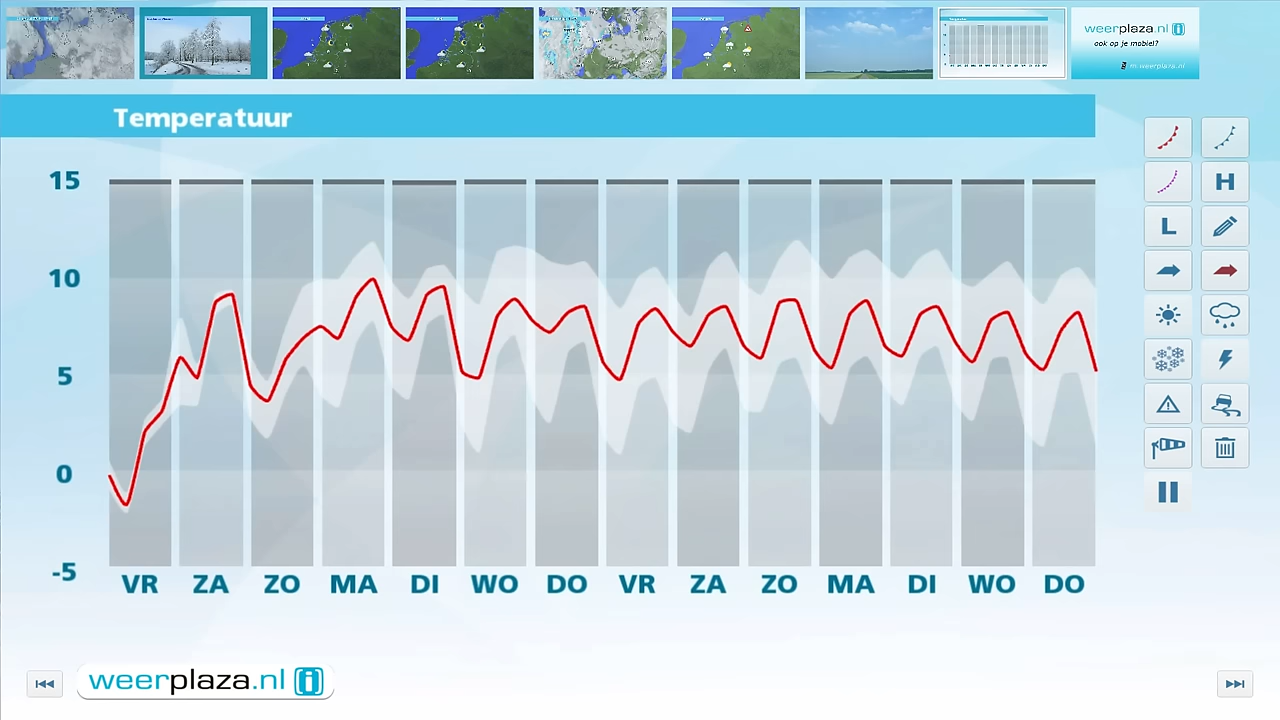 weerplaza.nl
ook op je mobiel?
m.weerplaza.nl
Temperatuur
15
10
5
0
-5
VR ZA ZO MA DI WO DO VR ZA ZO MA DI WO DO
H
L
weerplaza.nl